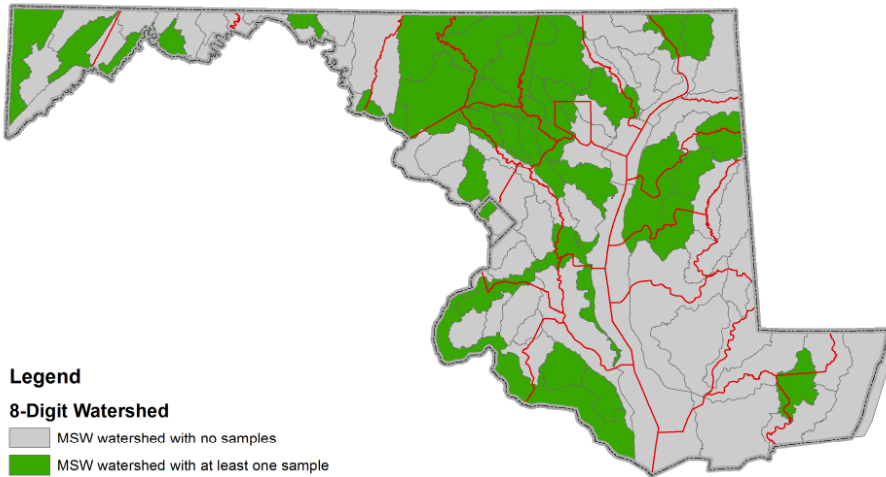 Legend
8-Digit Watershed
MSW watershed with no samples
MSW watershed with at least one sample